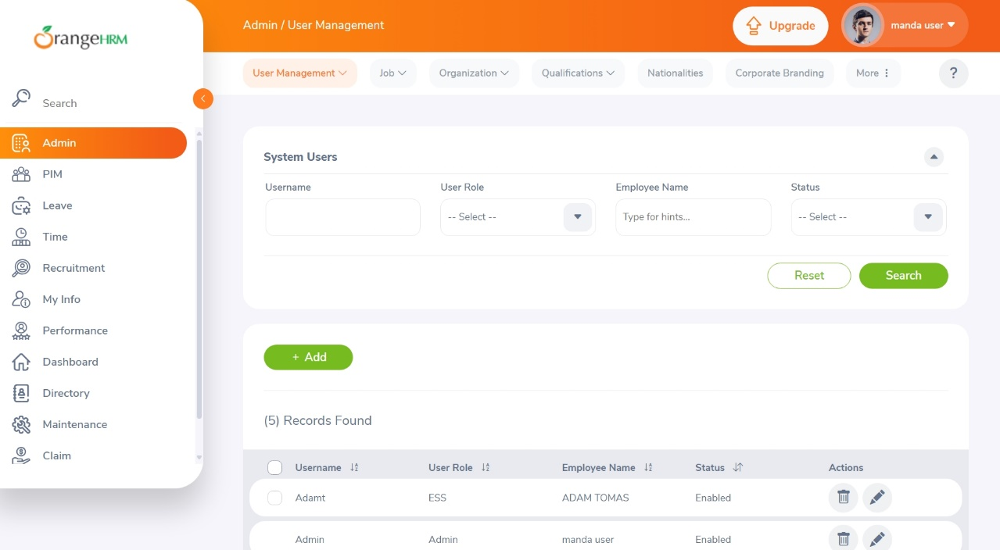 OrangeHRM
Admin / User Management
Upgrade
manda user
User Management
Job
Organization
Qualifications
Nationalities
Corporate Branding
More
?
Search
Admin
PIM
Leave
Time
Recruitment
My Info
Performance
Dashboard
Directory
Maintenance
Claim
System Users
Username User Role Employee Name Status
-- Select -- Type for hints... -- Select --
Reset Search
+ Add
(5) Records Found
Username User Role Employee Name Status Actions
Adamt ESS ADAM TOMAS Enabled
Admin Admin manda user Enabled